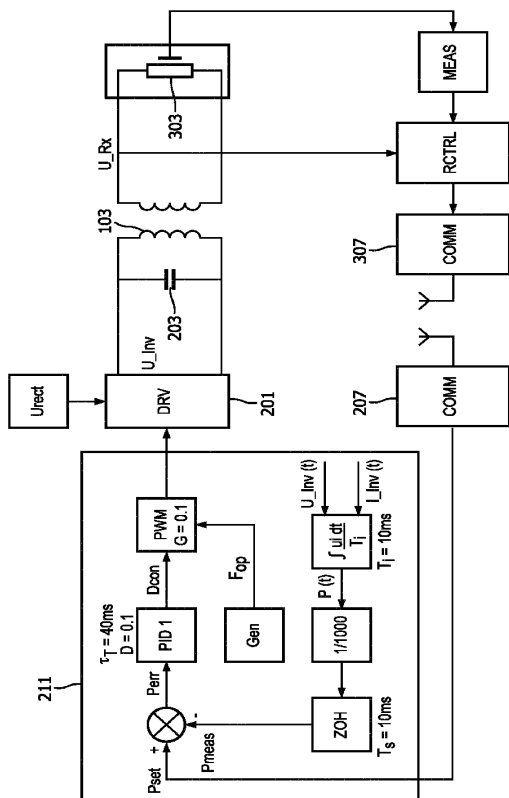 211
Pset
+
-
Pmeas
Perr
τT = 40ms
D = 0.1
PID 1
Dcon
PWM
G = 0.1
Fop
Gen
ZOH
Ts = 10ms
1/1000
P (t)
∫ ui dt
Ti
Ti = 10ms
U_Inv (t)
I_Inv (t)
Urect
DRV
201
U_Inv
203
103
U_Rx
303
COMM
207
COMM
307
RCTRL
MEAS